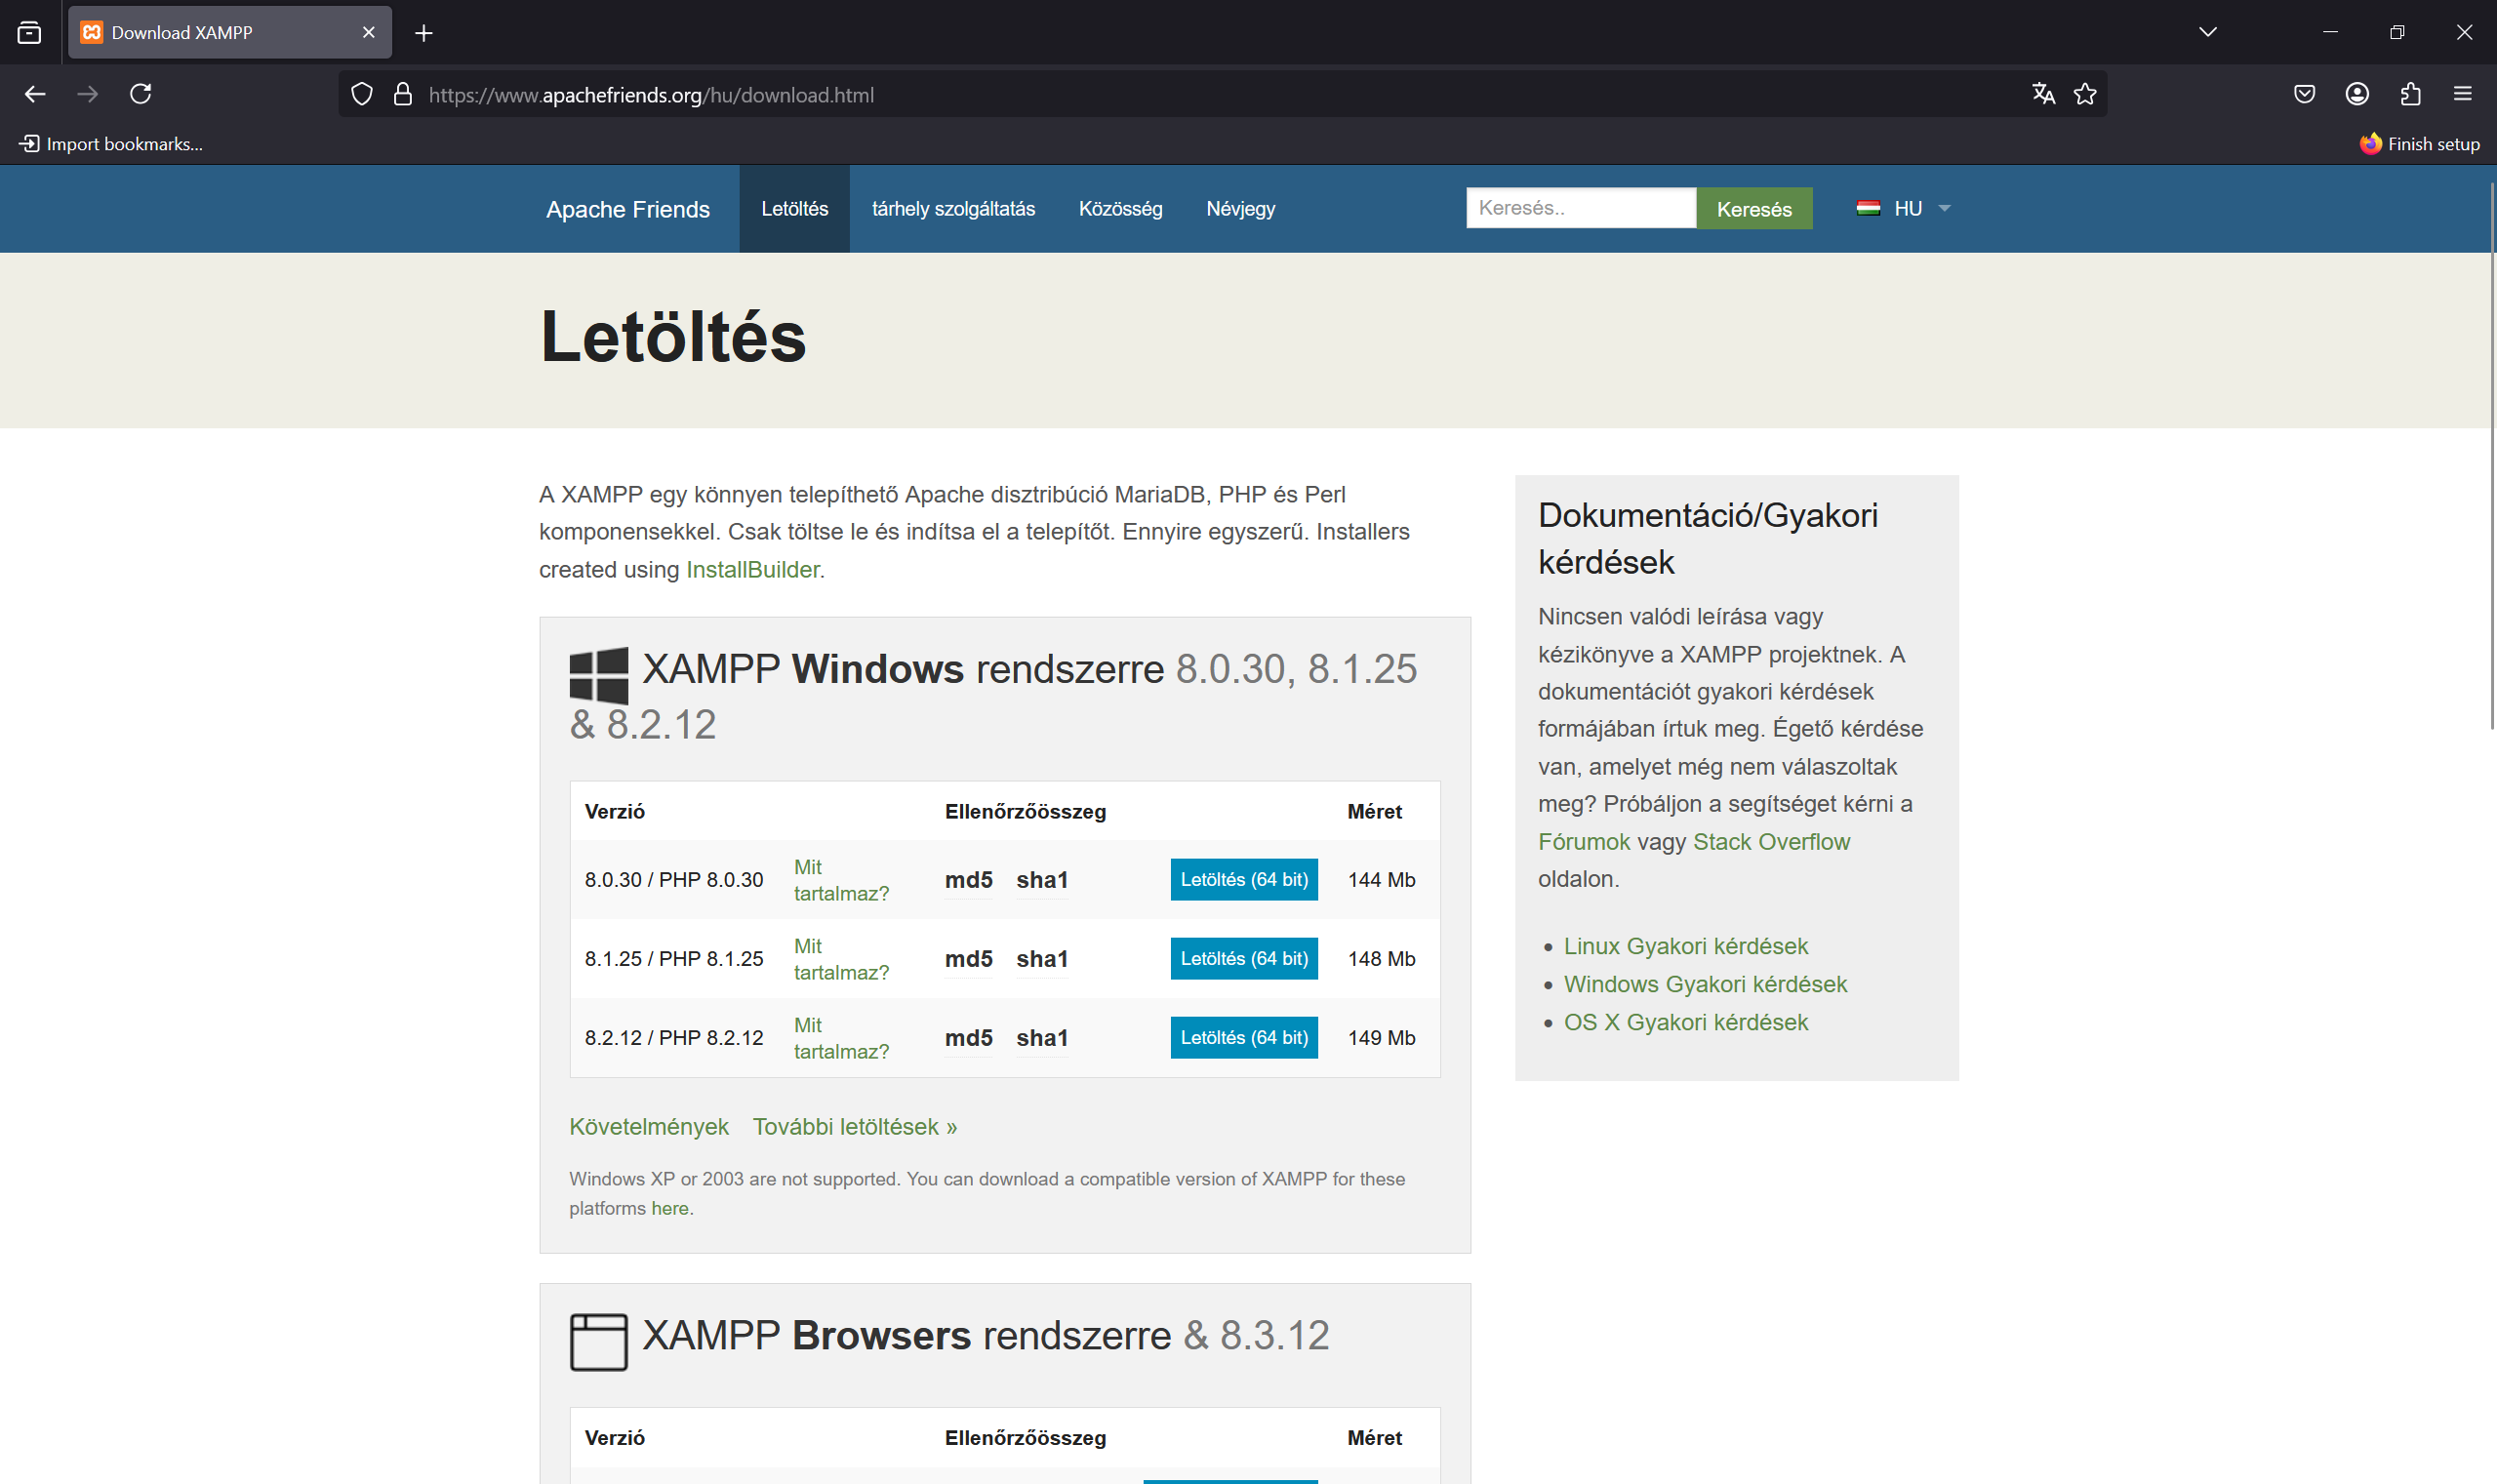 Download XAMPP
https://www.apachefriends.org/hu/download.html
Import bookmarks...
Finish setup
Apache Friends
Letöltés
tárhely szolgáltatás
Közösség
Névjegy
Keresés..
Keresés
HU
Letöltés
A XAMPP egy könnyen telepíthető Apache disztribúció MariaDB, PHP és Perl
komponensekkel. Csak töltse le és indítsa el a telepítőt. Ennyire egyszerű. Installers
created using InstallBuilder.
XAMPP Windows rendszerre 8.0.30, 8.1.25
& 8.2.12
Verzió Ellenőrzőösszeg Méret
8.0.30 / PHP 8.0.30 Mit
tartalmaz? md5 sha1 Letöltés (64 bit) 144 Mb
8.1.25 / PHP 8.1.25 Mit
tartalmaz? md5 sha1 Letöltés (64 bit) 148 Mb
8.2.12 / PHP 8.2.12 Mit
tartalmaz? md5 sha1 Letöltés (64 bit) 149 Mb
Követelmények További letöltések »
Windows XP or 2003 are not supported. You can download a compatible version of XAMPP for these
platforms here.
XAMPP Browsers rendszerre & 8.3.12
Verzió Ellenőrzőösszeg Méret
Dokumentáció/Gyakori
kérdések
Nincsen valódi leírása vagy
kézikönyve a XAMPP projektnek. A
dokumentációt gyakori kérdések
formájában írtuk meg. Égető kérdése
van, amelyet még nem válaszoltak
meg? Próbáljon a segítséget kérni a
Fórumok vagy Stack Overflow
oldalon.
• Linux Gyakori kérdések
• Windows Gyakori kérdések
• OS X Gyakori kérdések